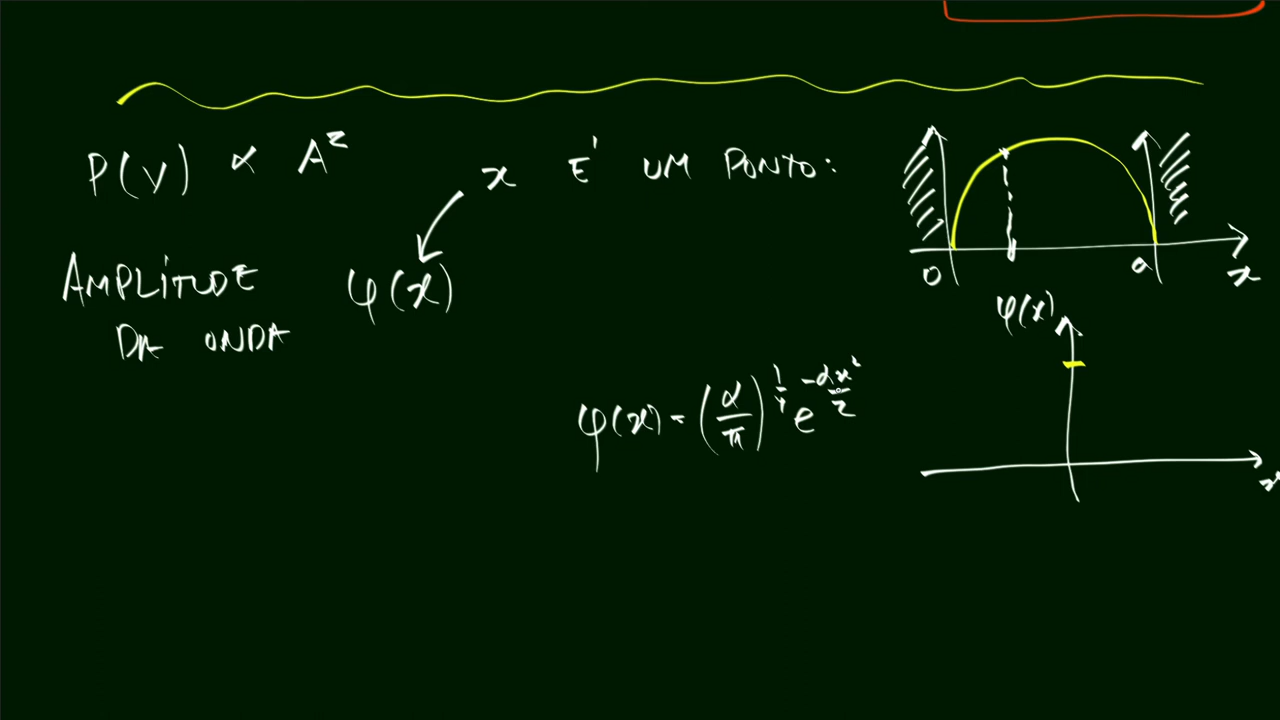 P(V) ∝ A²
x É UM PONTO:
AMPLITUDE
DA ONDA
φ(x)
0 a x
φ(x)
φ(x) = (α/π)^{1/4} e^{-αx²/2}
x